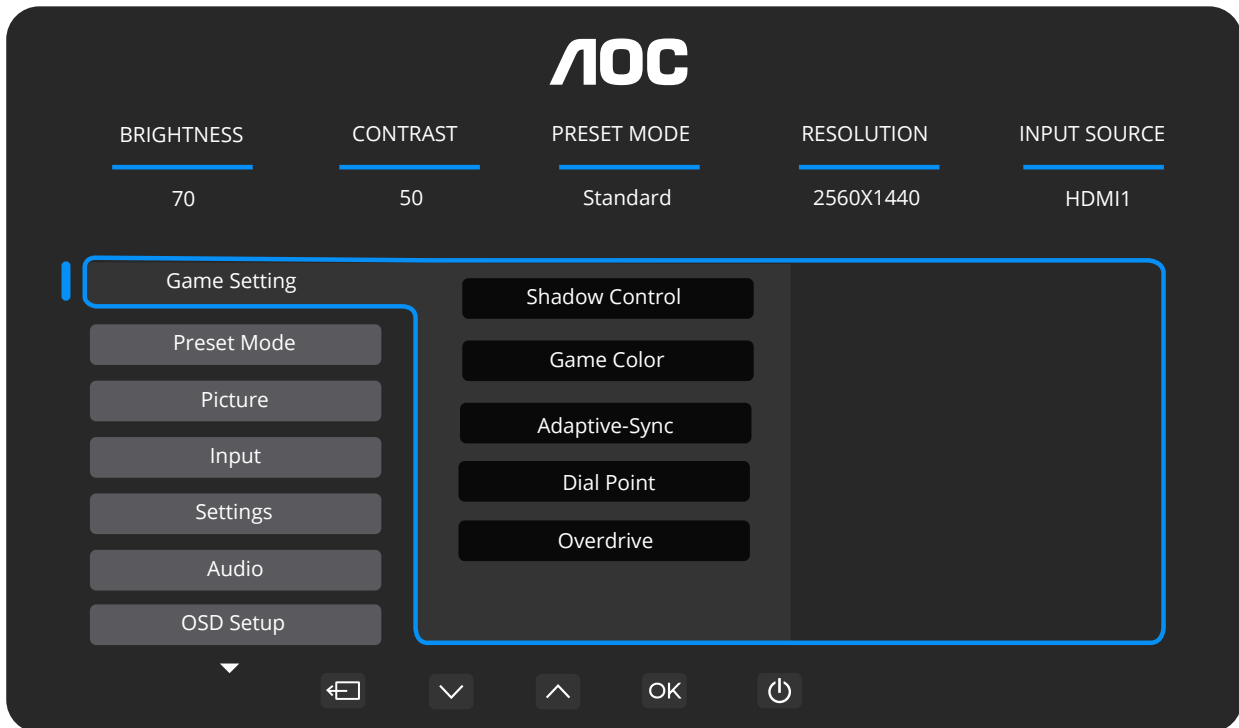 AOC
BRIGHTNESS CONTRAST PRESET MODE RESOLUTION INPUT SOURCE
70 50 Standard 2560X1440 HDMI1
Game Setting
Preset Mode
Picture
Input
Settings
Audio
OSD Setup
Shadow Control
Game Color
Adaptive-Sync
Dial Point
Overdrive
OK